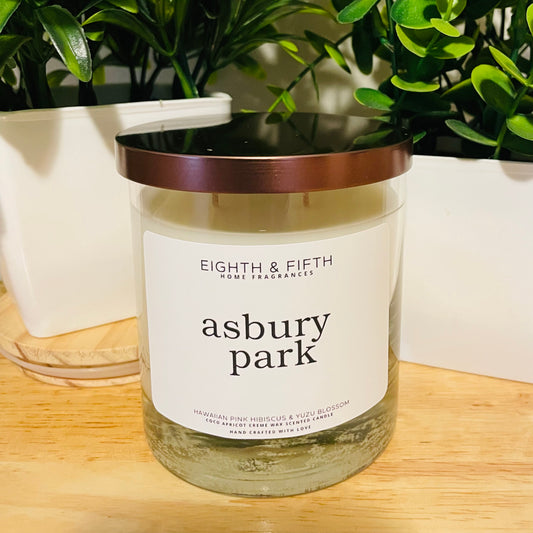 EIGHTH & FIFTH
HOME FRAGRANCES
asbury
park
HAWAIIAN PINK HIBISCUS & YUZU BLOSSOM
COCO APRICOT CREME WAX SCENTED CANDLE
HAND CRAFTED WITH LOVE